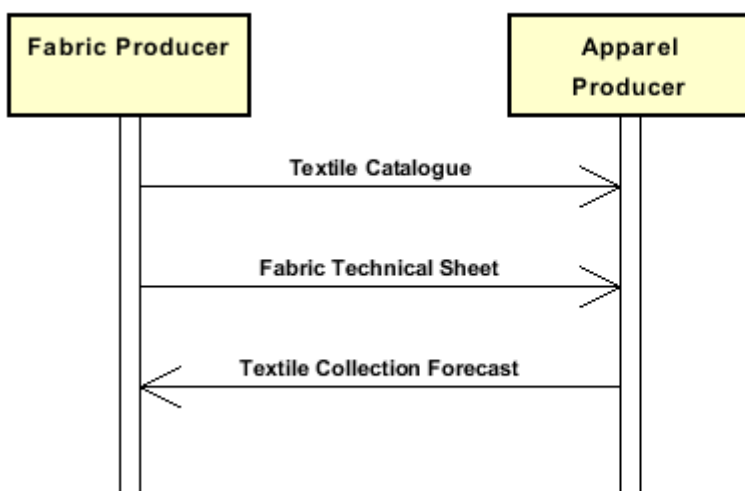 Fabric Producer
Apparel
Producer
Textile Catalogue
Fabric Technical Sheet
Textile Collection Forecast